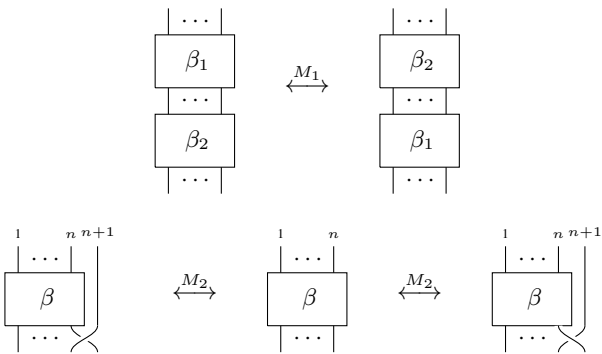 ··· ···
β₁ M₁ β₂
··· ···
β₂ β₁
··· ···
1 n n+1 1 n 1 n n+1
··· ··· ···
β M₂ β M₂ β
··· ··· ···